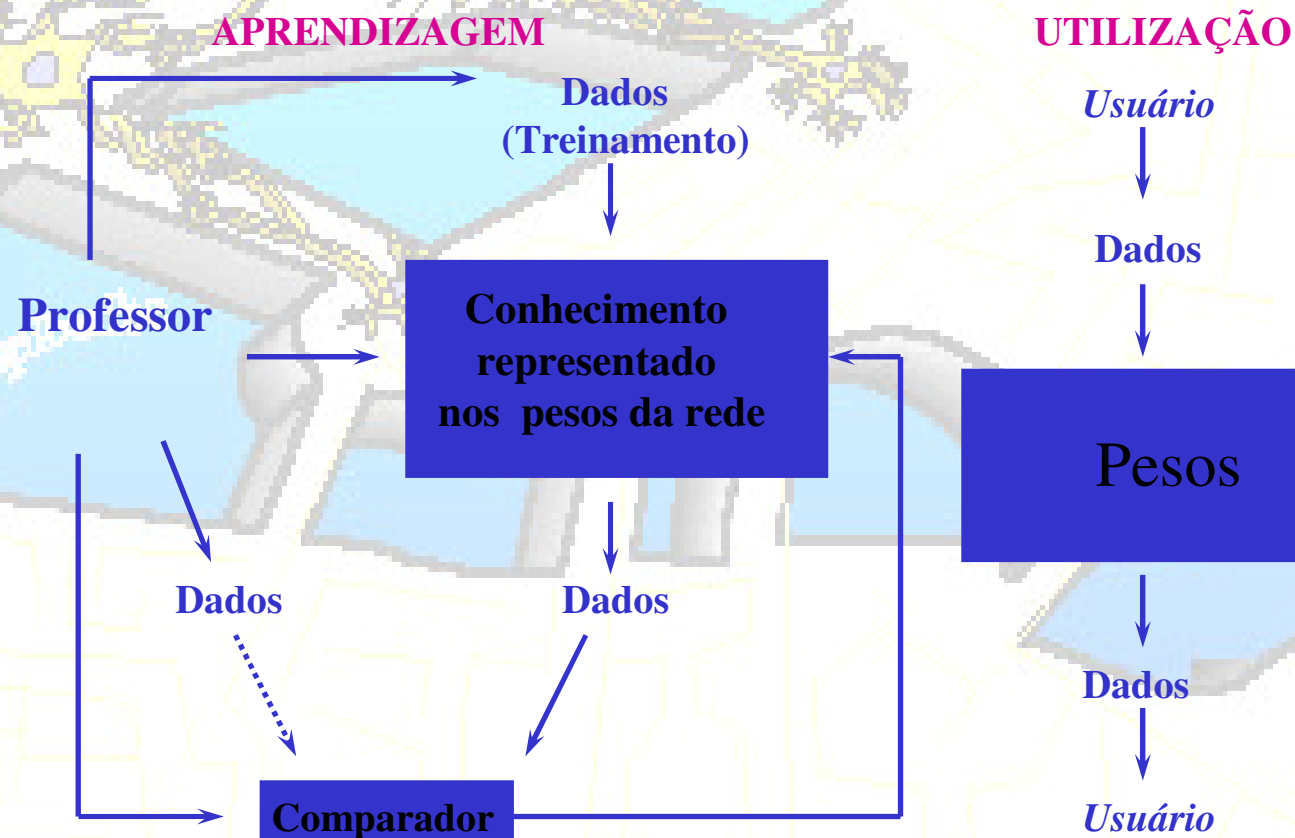 APRENDIZAGEM
Dados
(Treinamento)
Professor
Conhecimento
representado
nos pesos da rede
Dados
Dados
Comparador
UTILIZAÇÃO
Usuário
Dados
Pesos
Dados
Usuário